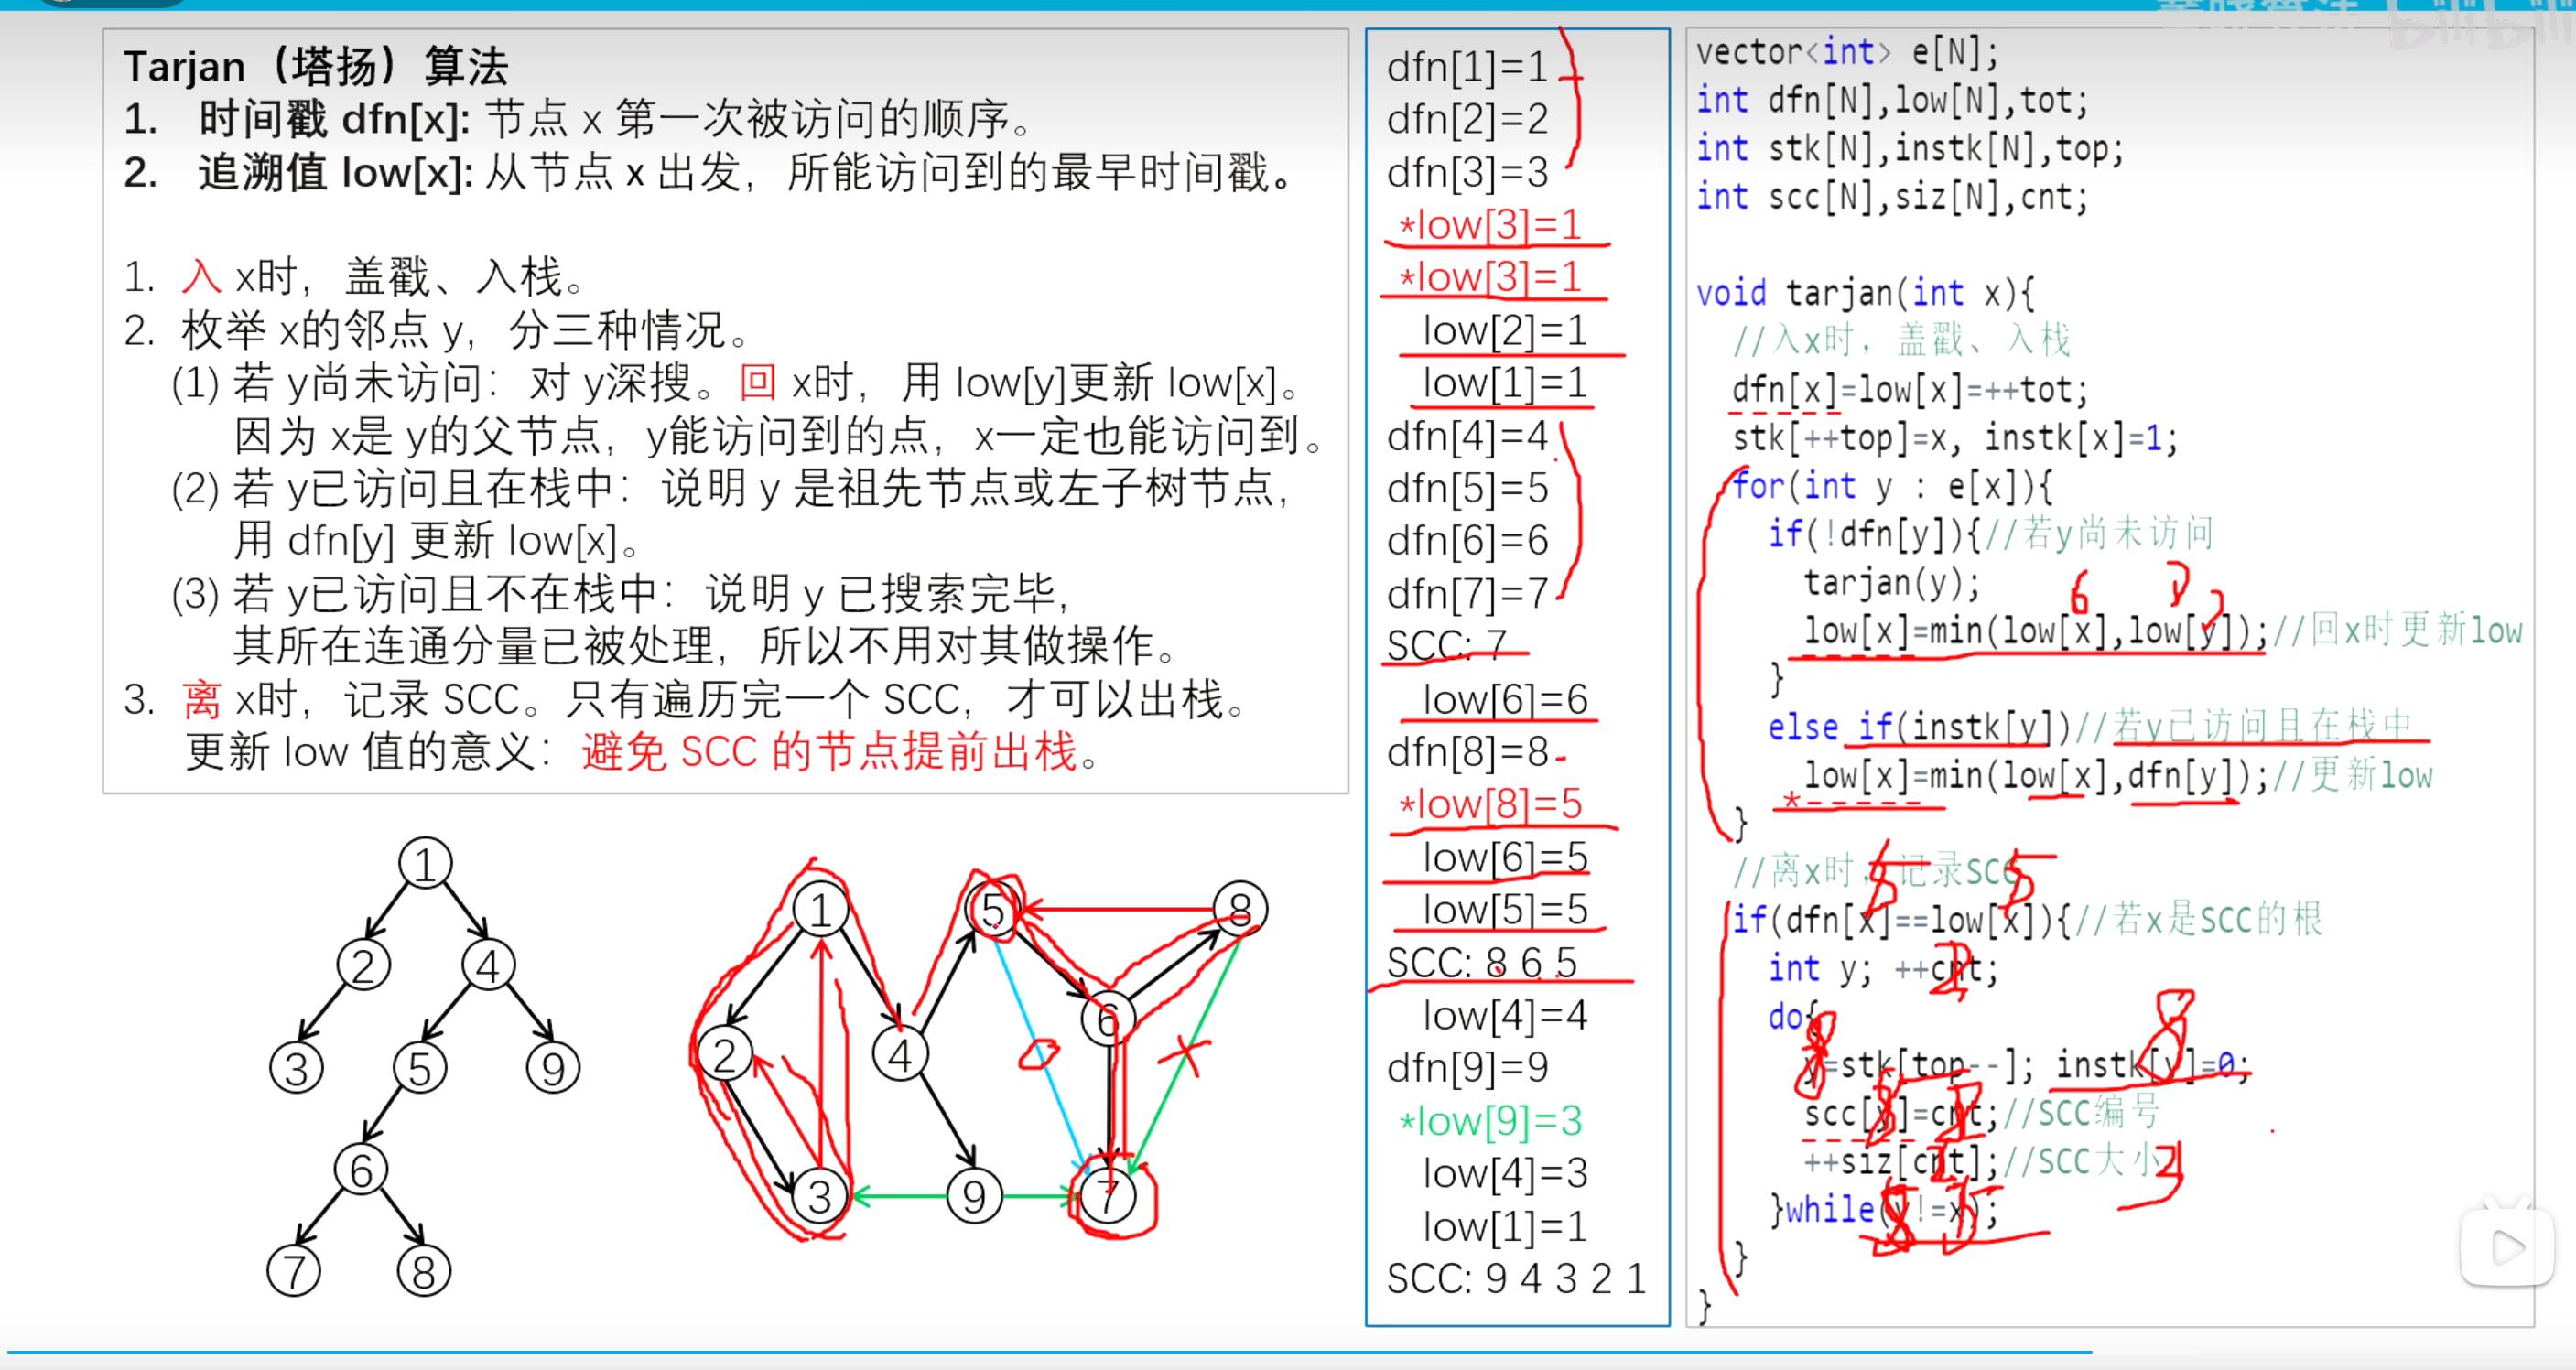 Tarjan（塔扬）算法
1. 时间戳 dfn[x]: 节点 x 第一次被访问的顺序。
2. 追溯值 low[x]: 从节点 x 出发，所能访问到的最早时间戳。
1. 入 x时，盖戳、入栈。
2. 枚举 x的邻点 y，分三种情况。
(1) 若 y尚未访问：对 y深搜。回 x时，用 low[y]更新 low[x]。
因为 x是 y的父节点，y能访问到的点，x一定也能访问到。
(2) 若 y已访问且在栈中：说明 y 是祖先节点或左子树节点，
用 dfn[y] 更新 low[x]。
(3) 若 y已访问且不在栈中：说明 y 已搜索完毕，
其所在连通分量已被处理，所以不用对其做操作。
3. 离 x时，记录 SCC。只有遍历完一个 SCC，才可以出栈。
更新 low 值的意义：避免 SCC 的节点提前出栈。
1
2 4
3 5 9
6
7 8
1 5 8
2 4 6
3 9 7
dfn[1]=1
dfn[2]=2
dfn[3]=3
*low[3]=1
*low[3]=1
low[2]=1
low[1]=1
dfn[4]=4
dfn[5]=5
dfn[6]=6
dfn[7]=7
SCC: 7
low[6]=6
dfn[8]=8
*low[8]=5
low[6]=5
low[5]=5
SCC: 8 6 5
low[4]=4
dfn[9]=9
*low[9]=3
low[4]=3
low[1]=1
SCC: 9 4 3 2 1
vector<int> e[N];
int dfn[N],low[N],tot;
int stk[N],instk[N],top;
int scc[N],siz[N],cnt;
void tarjan(int x){
//入x时，盖戳、入栈
dfn[x]=low[x]=++tot;
stk[++top]=x, instk[x]=1;
for(int y : e[x]){
if(!dfn[y]){//若y尚未访问
tarjan(y);
6
low[x]=min(low[x],low[y]);//回x时更新low
}
else if(instk[y])//若y已访问且在栈中
*low[x]=min(low[x],dfn[y]);//更新low
}
//离x时，记录SCC
5 5
if(dfn[x]==low[x]){//若x是SCC的根
int y; ++cnt;
do{
y=stk[top--]; instk[y]=0;
scc[y]=cnt;//SCC编号
++siz[cnt];//SCC大小
}while(y!=x);
}
}